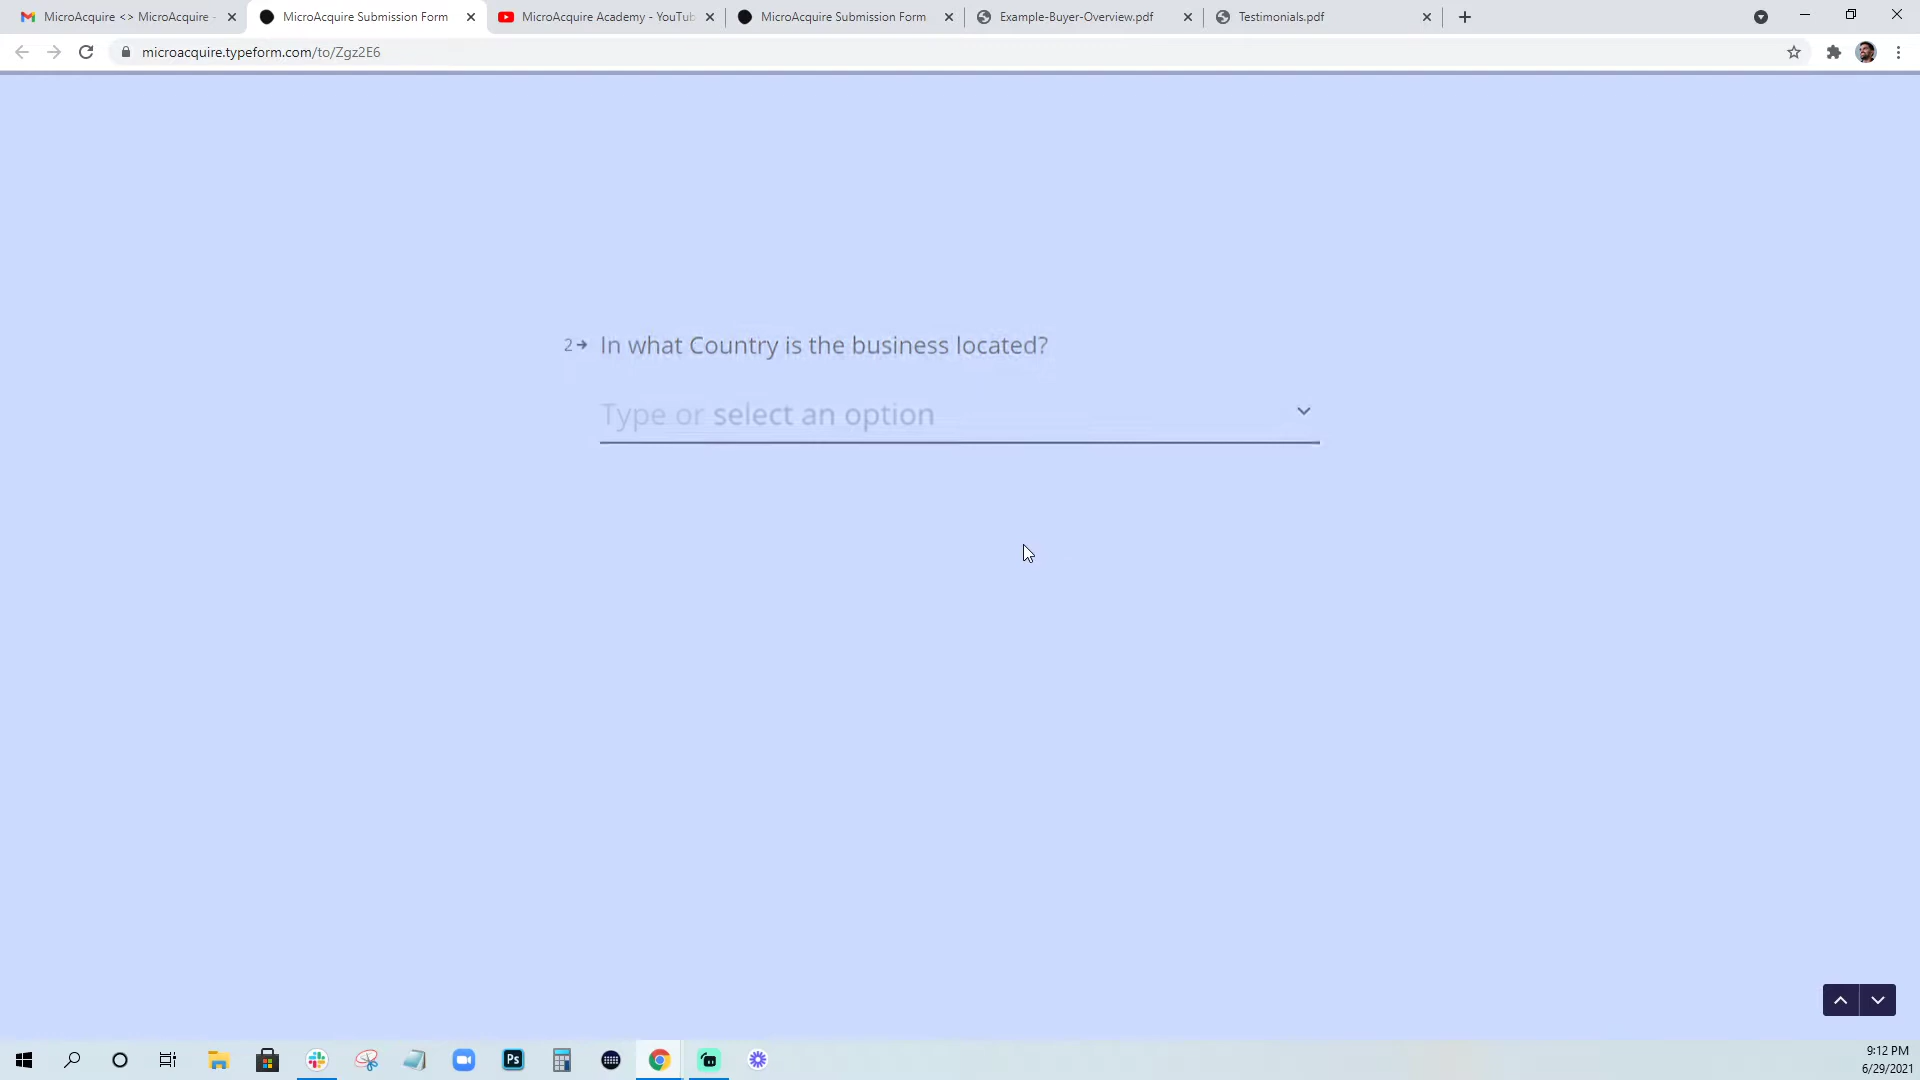 MicroAcquire <> MicroAcquire -
MicroAcquire Submission Form
MicroAcquire Academy - YouTub
MicroAcquire Submission Form
Example-Buyer-Overview.pdf
Testimonials.pdf
microacquire.typeform.com/to/Zgz2E6
2 In what Country is the business located?
Type or select an option
Ps
9:12 PM
6/29/2021